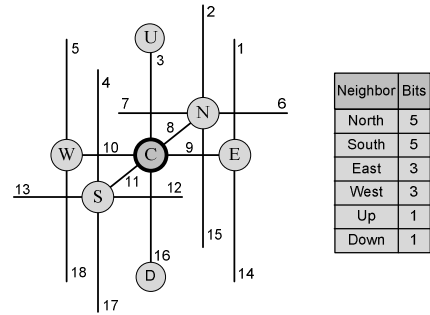 2
U
5
1
3
4
7
N
6
8
W
10
C
9
E
11
13
S
12
16
15
D
18
14
17
Neighbor Bits
North 5
South 5
East 3
West 3
Up 1
Down 1